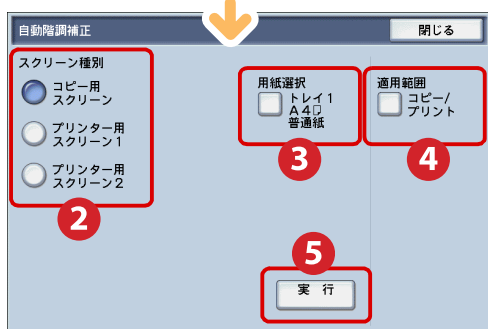 自動階調補正
閉じる
スクリーン種別
コピー用
スクリーン
プリンター用
スクリーン1
プリンター用
スクリーン2
2
用紙選択
トレイ1
A4
普通紙
3
適用範囲
コピー/
プリント
4
5
実 行